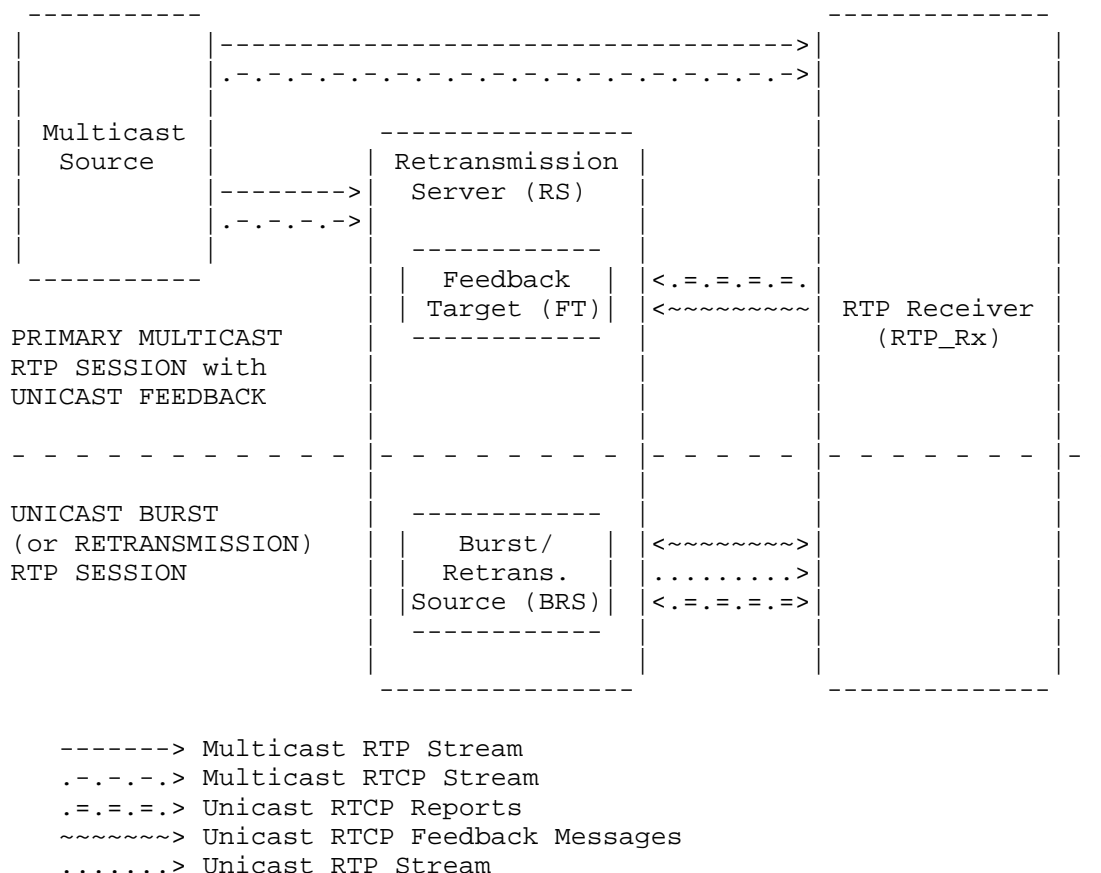 Multicast
Source
Retransmission
Server (RS)
Feedback
Target (FT)
RTP Receiver
(RTP_Rx)
PRIMARY MULTICAST
RTP SESSION with
UNICAST FEEDBACK
UNICAST BURST
(or RETRANSMISSION)
RTP SESSION
Burst/
Retrans.
Source (BRS)
-------> Multicast RTP Stream
.-.-.-.> Multicast RTCP Stream
.=.=.=.> Unicast RTCP Reports
~~~~~~~> Unicast RTCP Feedback Messages
.......> Unicast RTP Stream